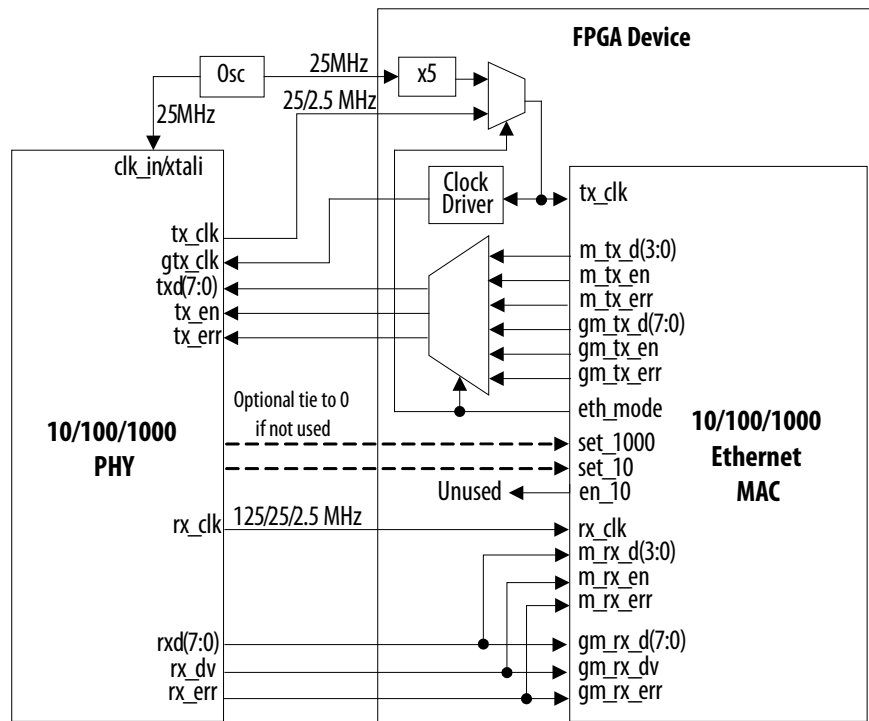 FPGA Device
Osc
25MHz
x5
25/2.5 MHz
25MHz
clk_in/xtali
Clock
Driver
tx_clk
tx_clk
gtx_clk
txd(7:0)
tx_en
tx_err
m_tx_d(3:0)
m_tx_en
m_tx_err
gm_tx_d(7:0)
gm_tx_en
gm_tx_err
eth_mode
Optional tie to 0
if not used
10/100/1000
PHY
10/100/1000
Ethernet
MAC
set_1000
set_10
Unused
en_10
rx_clk
125/25/2.5 MHz
rx_clk
m_rx_d(3:0)
m_rx_en
m_rx_err
rxd(7:0)
rx_dv
rx_err
gm_rx_d(7:0)
gm_rx_dv
gm_rx_err